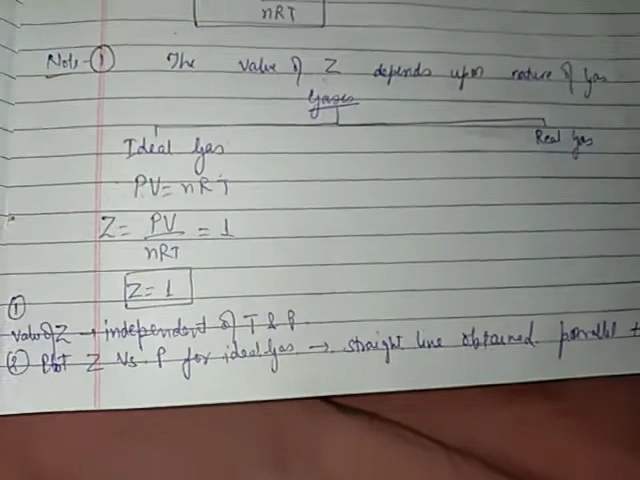 nRT
Note- ① The value of Z depends upon nature of gas
Gases
Ideal Gas
Real Gas
PV = nRT
Z = PV / nRT = 1
Z = 1
①
Value of Z → independent of T & P
② Plot Z Vs. P for ideal gas → straight line obtained parallel t